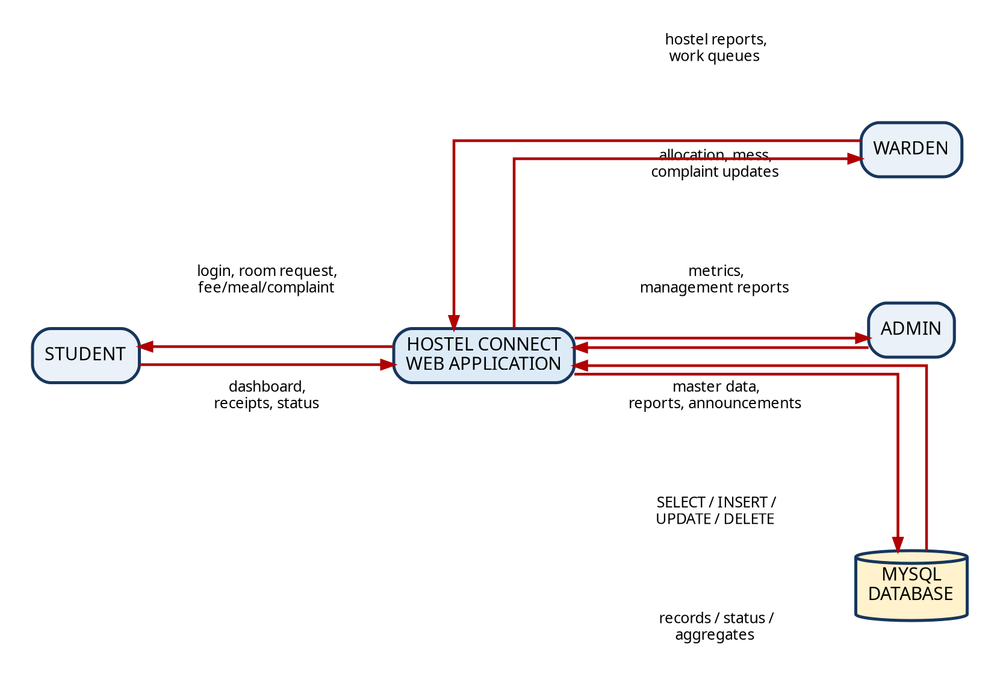 hostel reports,
work queues
WARDEN
allocation, mess,
complaint updates
login, room request,
fee/meal/complaint
metrics,
management reports
STUDENT
HOSTEL CONNECT
WEB APPLICATION
ADMIN
dashboard,
receipts, status
master data,
reports, announcements
SELECT / INSERT /
UPDATE / DELETE
MYSQL
DATABASE
records / status /
aggregates